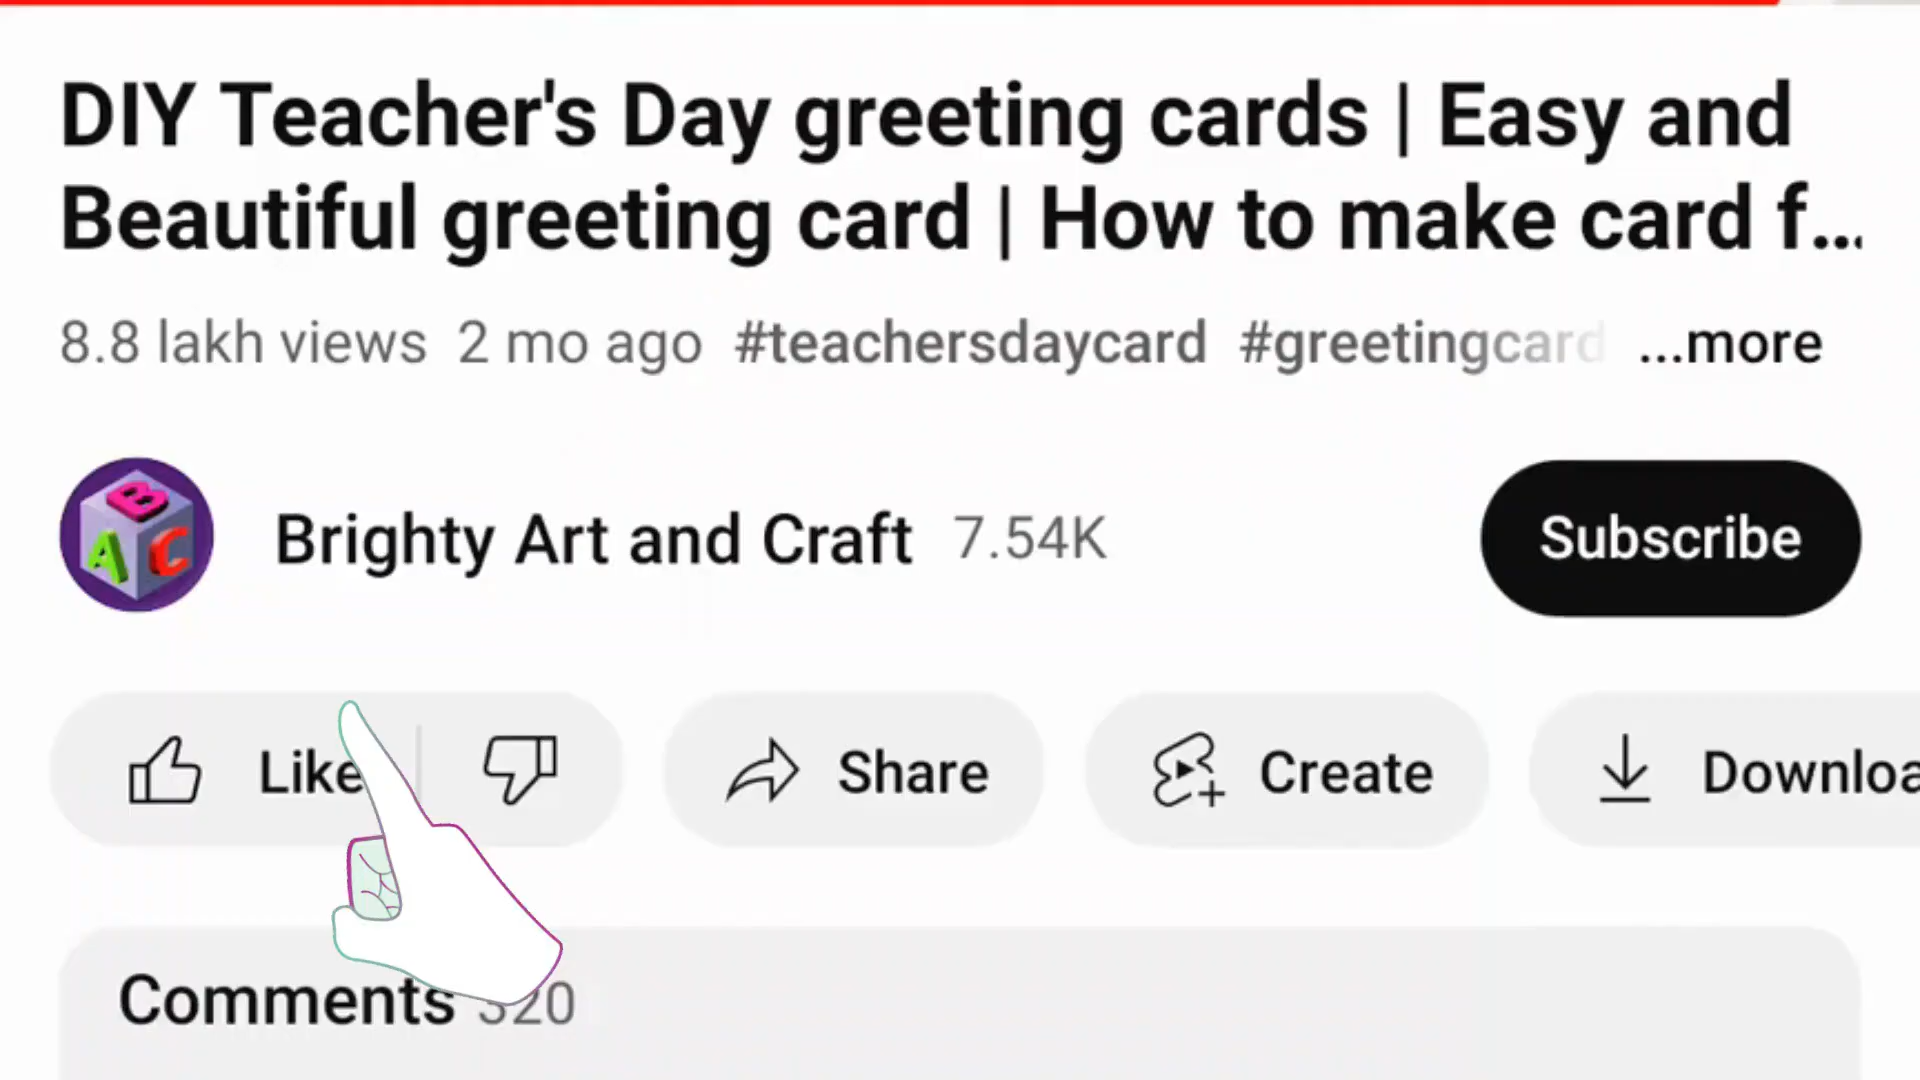 DIY Teacher's Day greeting cards | Easy and
Beautiful greeting card | How to make card f...
8.8 lakh views 2 mo ago #teachersdaycard #greetingcard ...more
B
A C
Brighty Art and Craft 7.54K
Subscribe
Like
Share
Create
Downloa
Comments 320